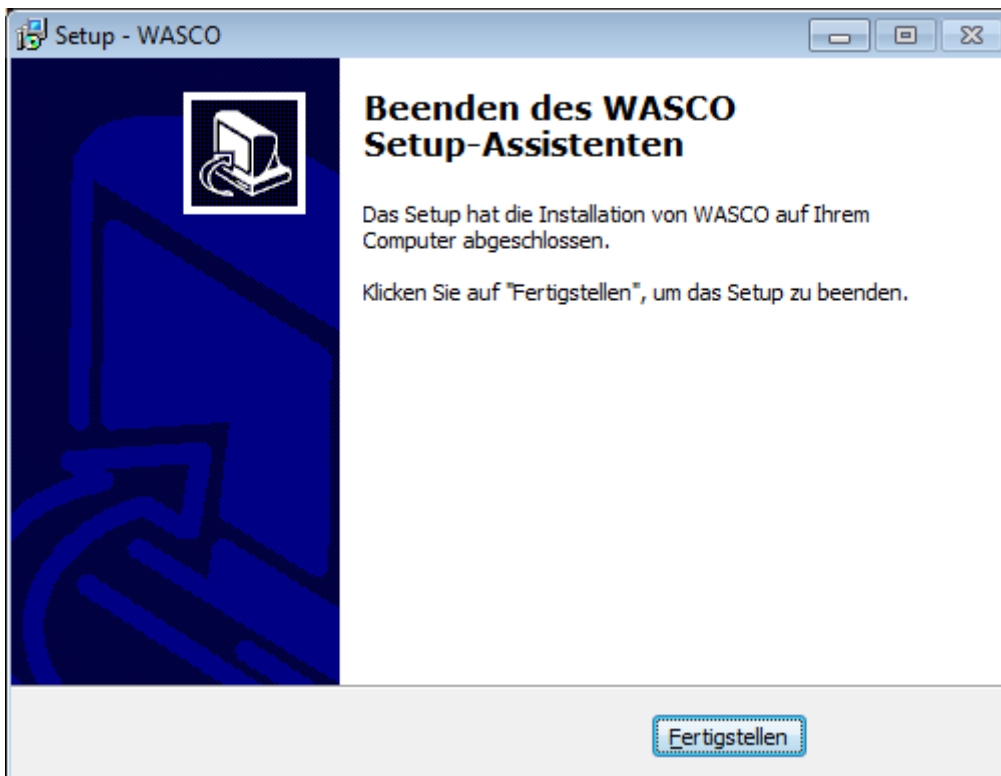 Setup - WASCO
Beenden des WASCO
Setup-Assistenten
Das Setup hat die Installation von WASCO auf Ihrem
Computer abgeschlossen.
Klicken Sie auf "Fertigstellen", um das Setup zu beenden.
Fertigstellen